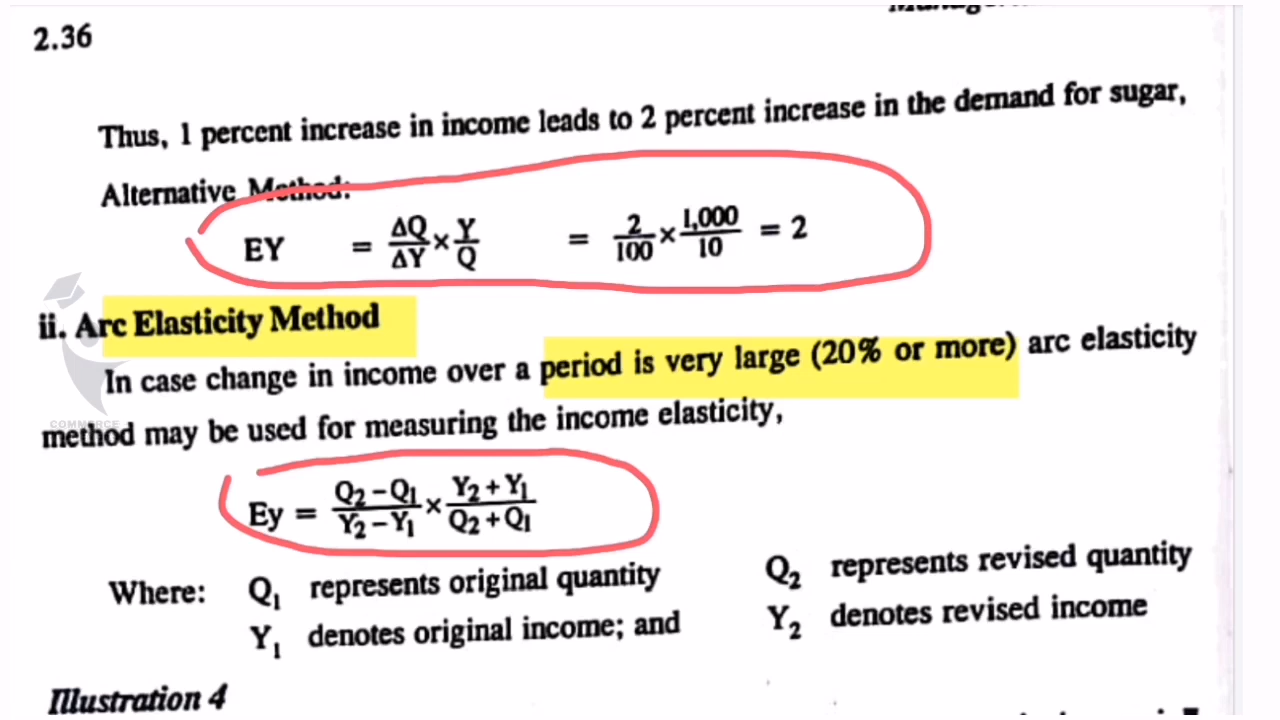 2.36
Thus, 1 percent increase in income leads to 2 percent increase in the demand for sugar,
Alternative Method:
EY = ΔQ/ΔY × Y/Q = 2/100 × 1,000/10 = 2
ii. Arc Elasticity Method
In case change in income over a period is very large (20% or more) arc elasticity
COMMERCE
method may be used for measuring the income elasticity,
Ey = Q₂ – Q₁/Y₂ – Y₁ × Y₂ + Y₁/Q₂ + Q₁
Where: Q₁ represents original quantity Q₂ represents revised quantity
Y₁ denotes original income; and Y₂ denotes revised income
Illustration 4